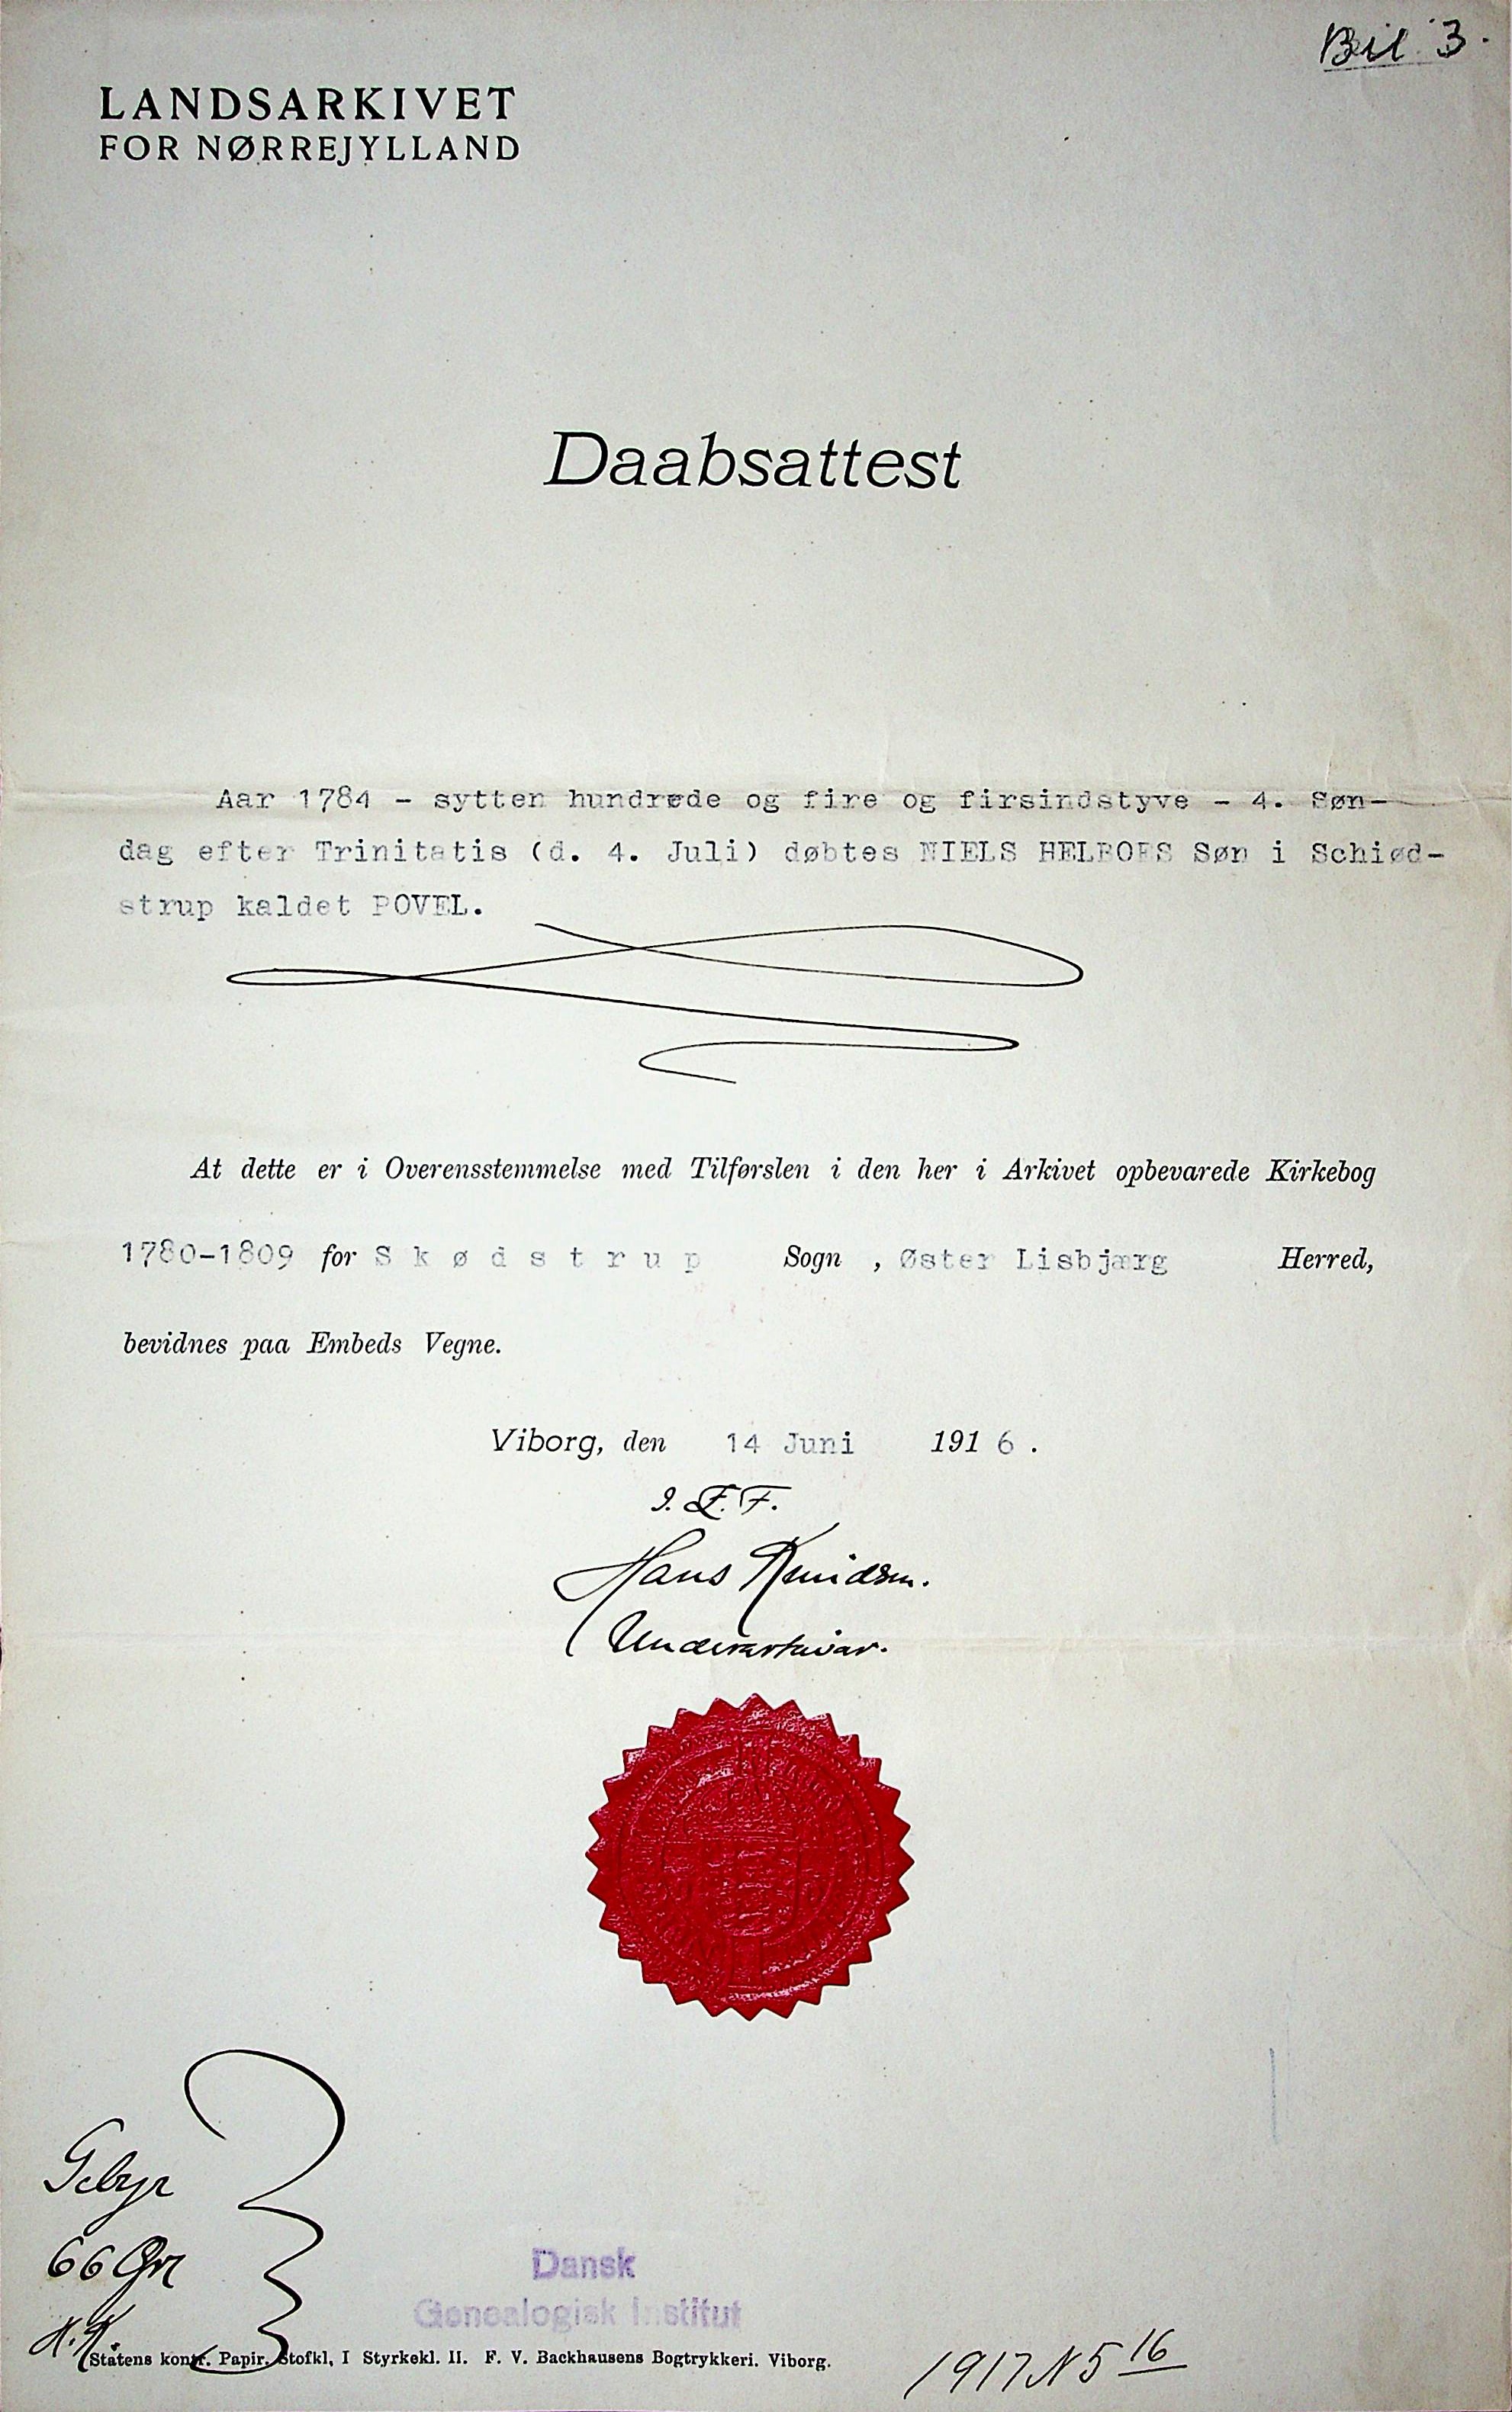 Bil 3.
LANDSARKIVET
FOR NØRREJYLLAND
Daabsattest
Aar 1784 - sytten hundrede og fire og firsindstyve - 4. Søn-
dag efter Trinitatis (d. 4. Juli) døbtes NIELS HELBOES Søn i Schiød-
strup kaldet POVEL.
At dette er i Overensstemmelse med Tilførslen i den her i Arkivet opbevarede Kirkebog
1780-1809 for Skødstrup Sogn , Øster Lisbjærg Herred,
bevidnes paa Embeds Vegne.
Viborg, den 14 Juni 1916.
I. E. F.
Hans Knudsen.
Underarkivar.
Gebyr
66 Øre
H.K.
Dansk
Genealogisk Institut
Statens kontr. Papir. Stofkl, I Styrkekl. II. F. V. Backhausens Bogtrykkeri. Viborg.
1917 N 5 16